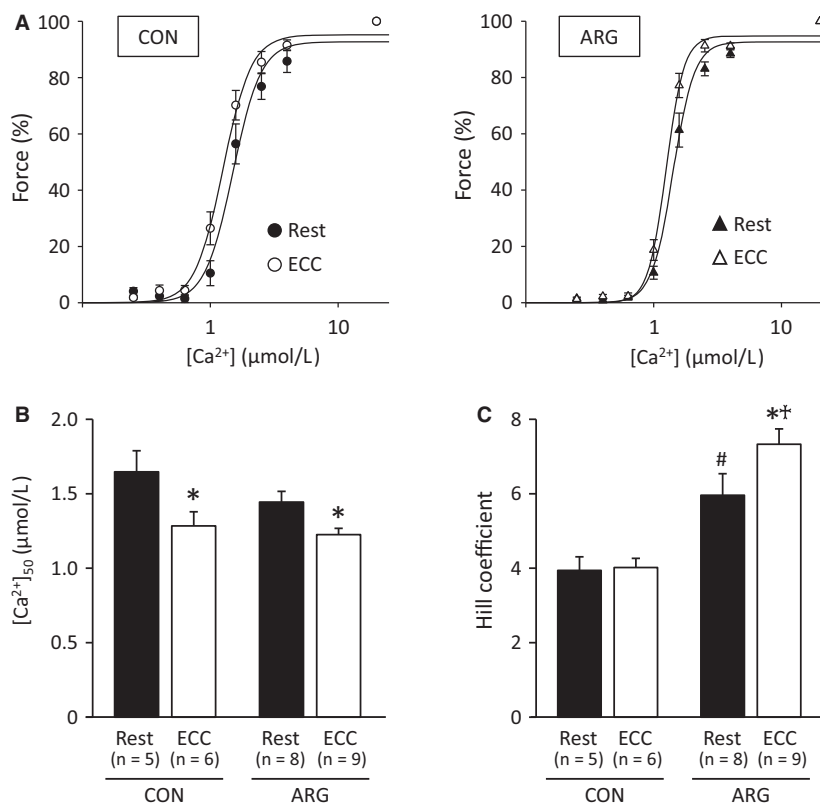 A
CON
Force (%)
100
80
60
40
20
0
Rest
ECC
1
10
[Ca²⁺] (µmol/L)
ARG
Force (%)
100
80
60
40
20
0
Rest
ECC
1
10
[Ca²⁺] (µmol/L)
B
[Ca²⁺]₅₀ (µmol/L)
2.0
1.5
1.0
0.5
0
*
*
Rest ECC Rest ECC
(n = 5) (n = 6) (n = 8) (n = 9)
CON ARG
C
Hill coefficient
8
6
4
2
0
#
*†
Rest ECC Rest ECC
(n = 5) (n = 6) (n = 8) (n = 9)
CON ARG